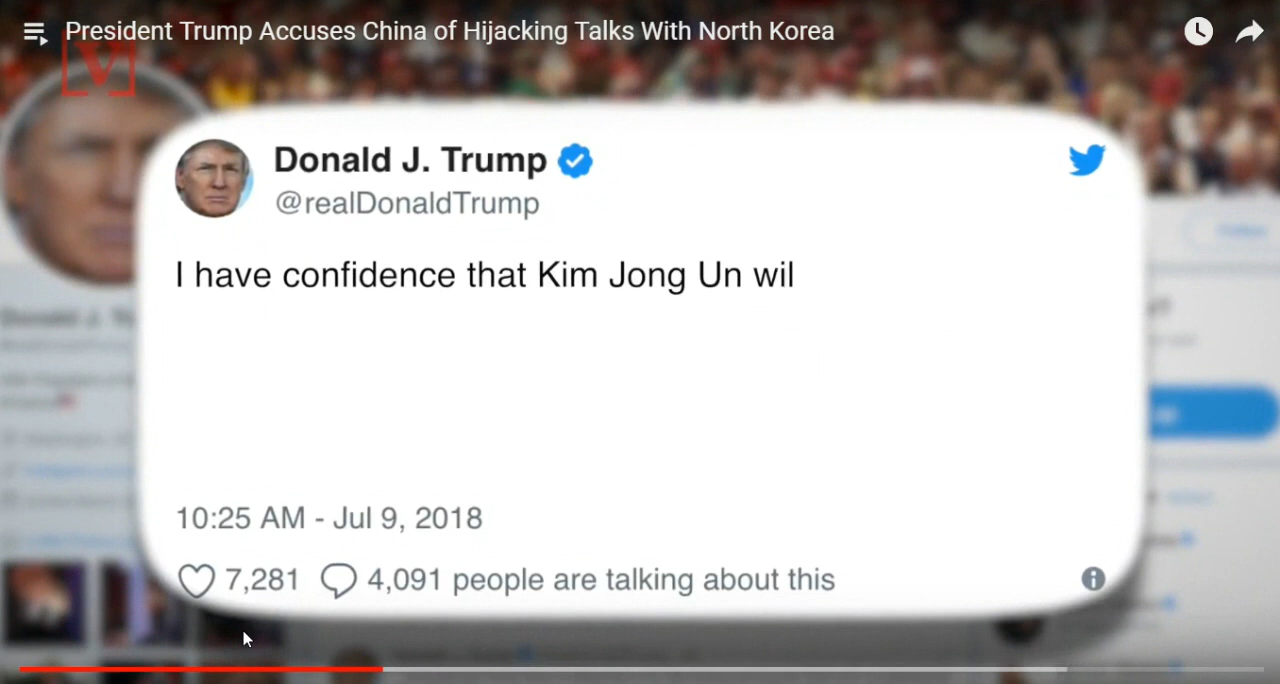 President Trump Accuses China of Hijacking Talks With North Korea
V
Donald J. Trump
@realDonaldTrump
I have confidence that Kim Jong Un wil
10:25 AM - Jul 9, 2018
7,281 4,091 people are talking about this